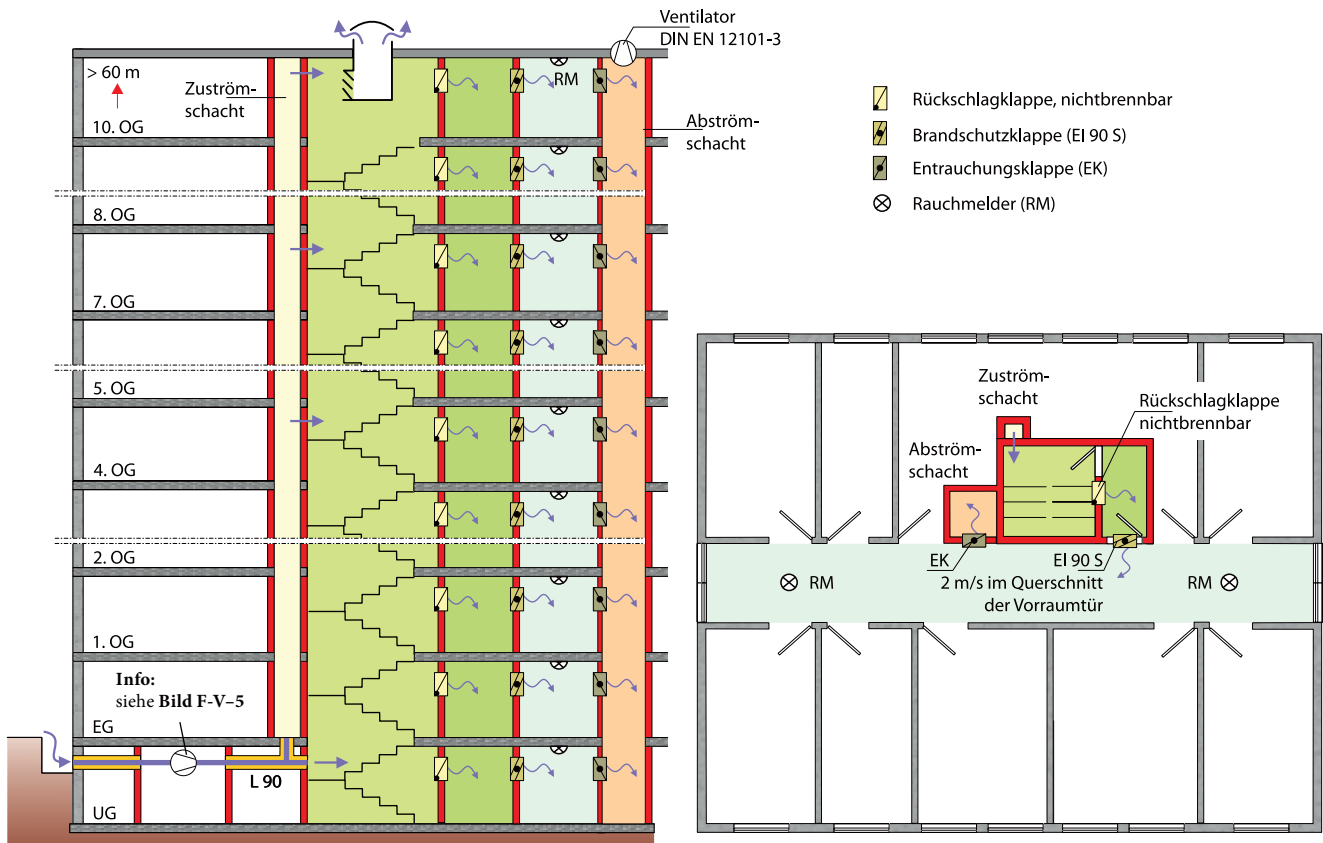 Ventilator
DIN EN 12101-3
> 60 m
Zuström-
schacht
RM
10. OG
Abström-
schacht
8. OG
7. OG
5. OG
4. OG
2. OG
1. OG
Info:
siehe Bild F-V–5
EG
L 90
UG
Rückschlagklappe, nichtbrennbar
Brandschutzklappe (EI 90 S)
Entrauchungsklappe (EK)
Rauchmelder (RM)
Zuström-
schacht
Rückschlagklappe
nichtbrennbar
Abström-
schacht
EK
EI 90 S
2 m/s im Querschnitt
der Vorraumtür
RM
RM